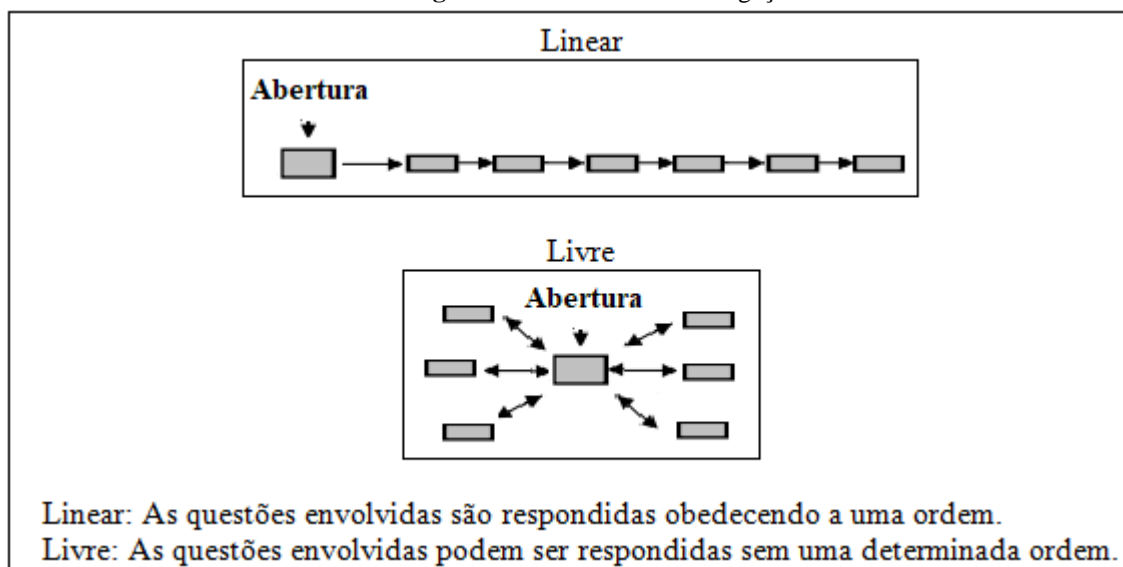 Linear
Abertura
Livre
Abertura
Linear: As questões envolvidas são respondidas obedecendo a uma ordem.
Livre: As questões envolvidas podem ser respondidas sem uma determinada ordem.